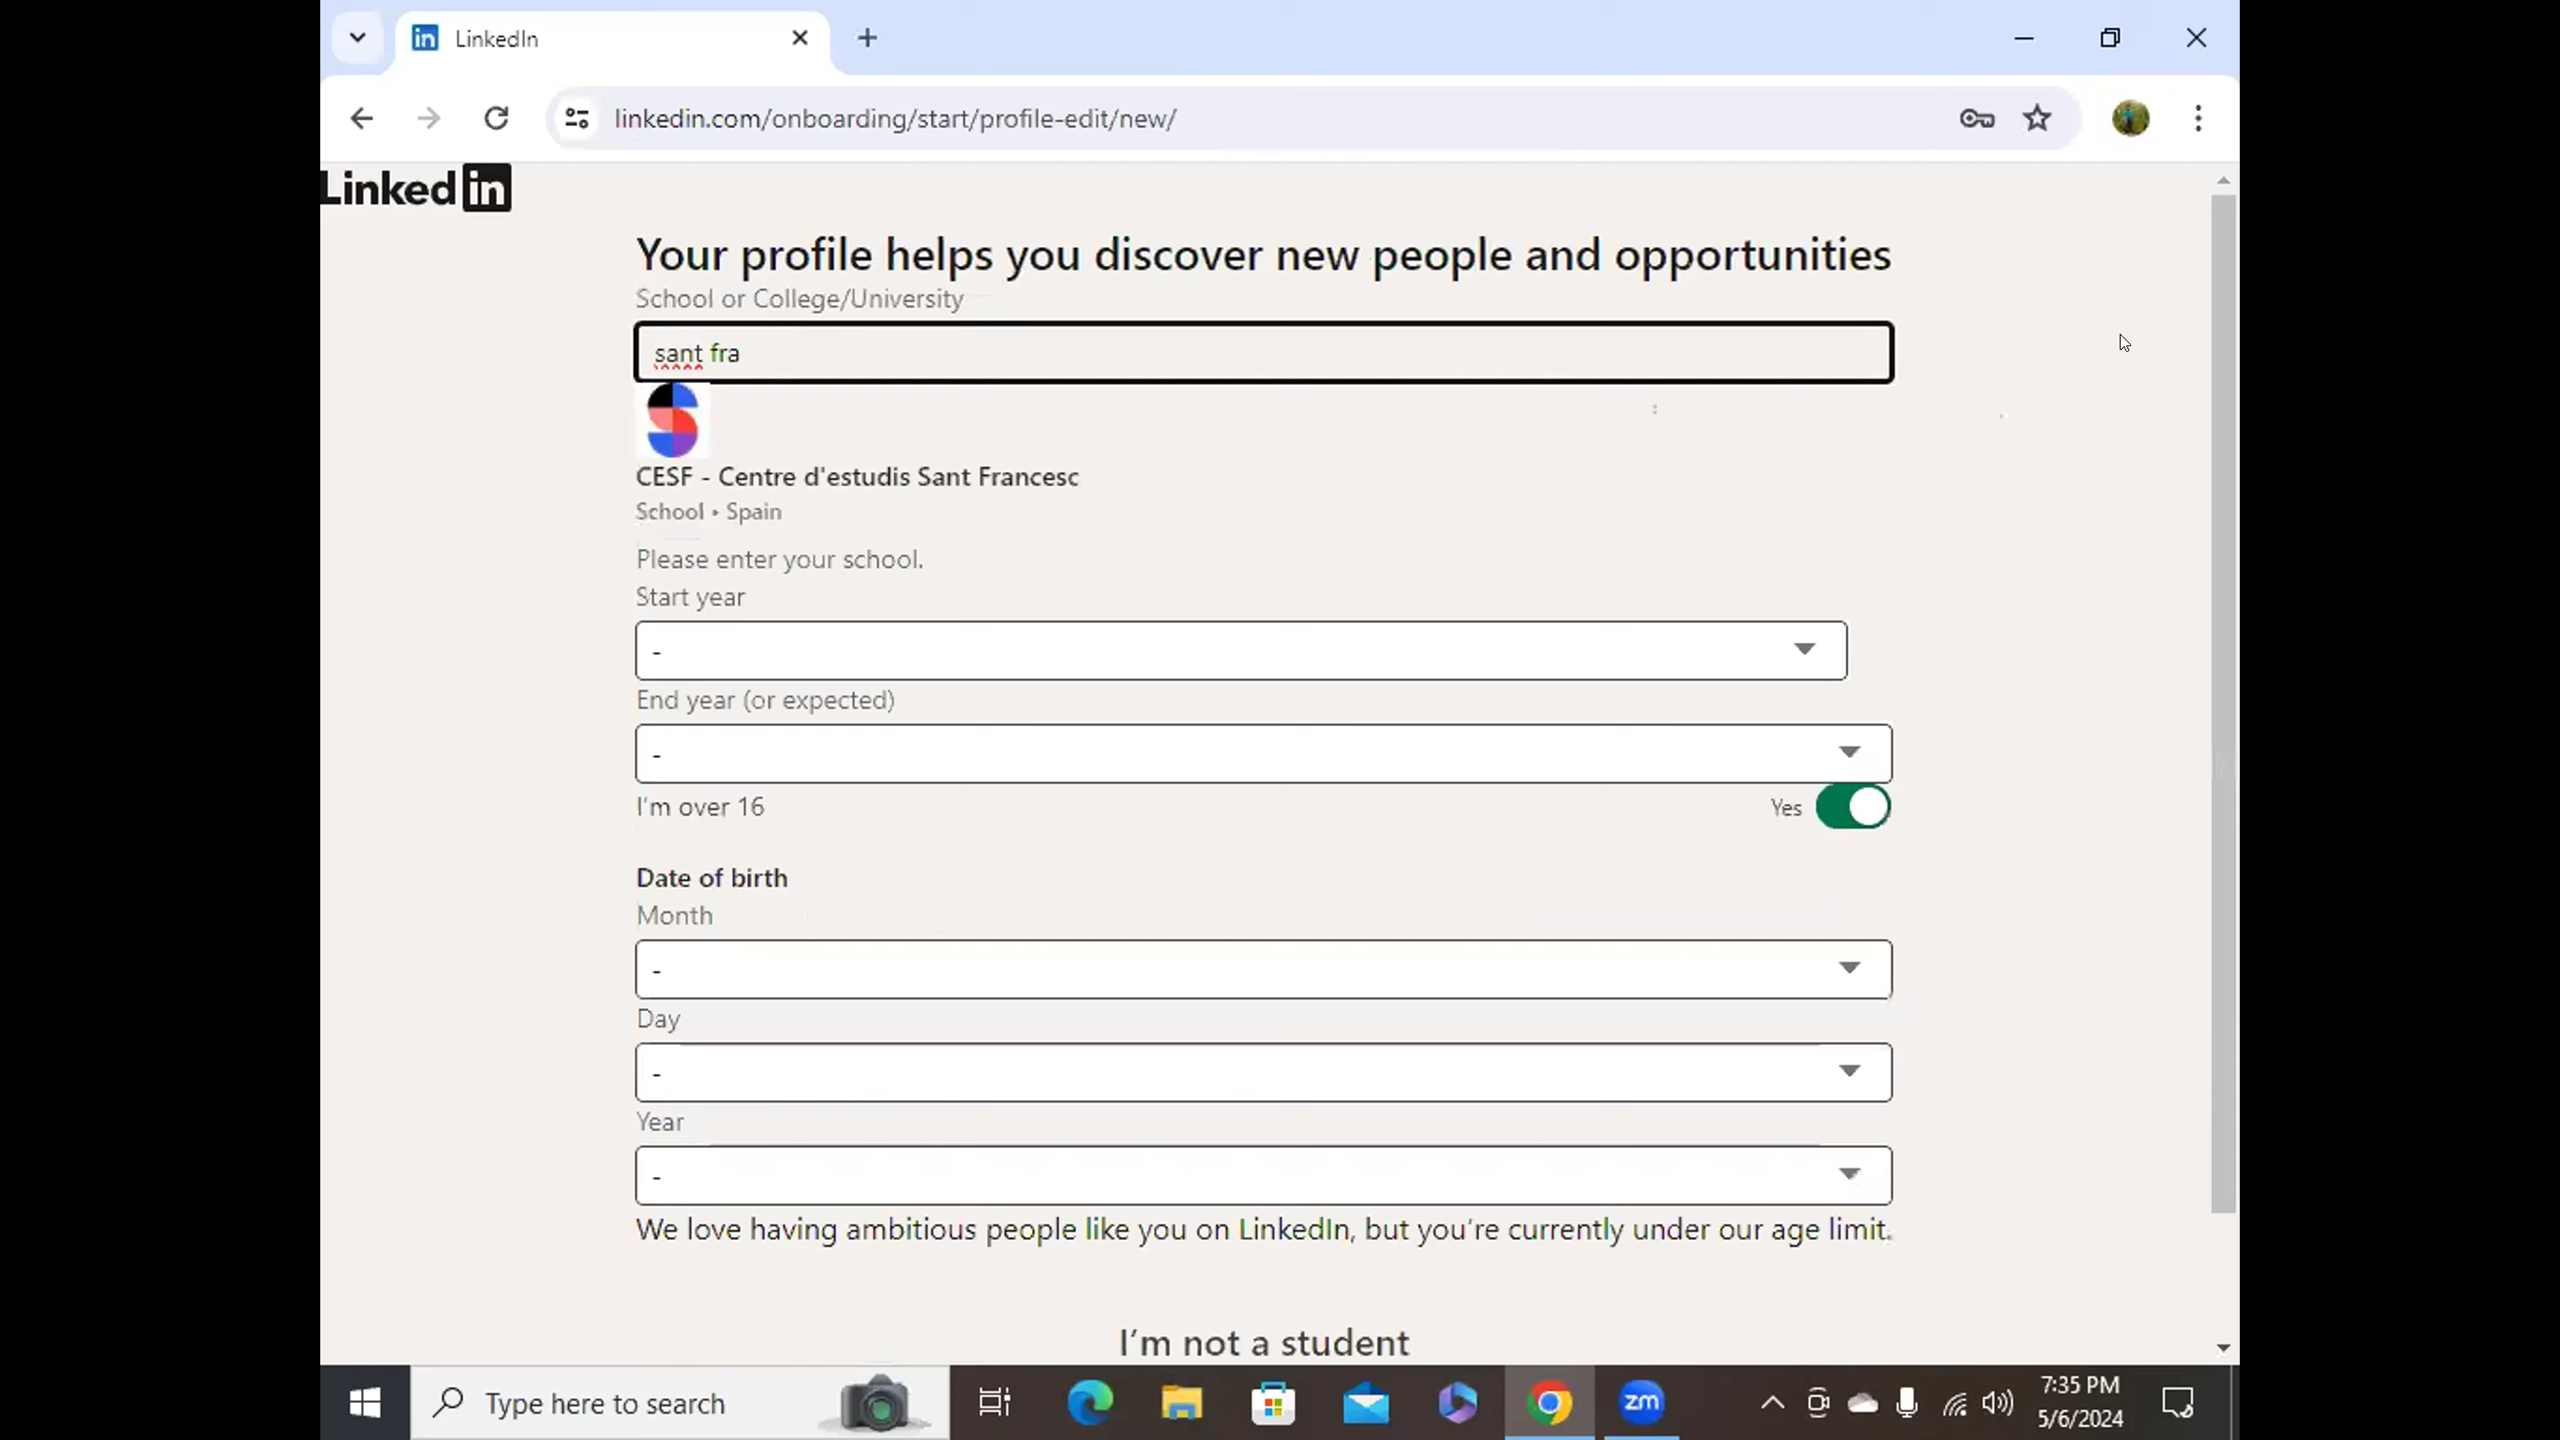 LinkedIn
linkedin.com/onboarding/start/profile-edit/new/
LinkedIn
Your profile helps you discover new people and opportunities
School or College/University
sant fra
CESF - Centre d'estudis Sant Francesc
School • Spain
Please enter your school.
Start year
-
End year (or expected)
-
I'm over 16 Yes
Date of birth
Month
-
Day
-
Year
-
We love having ambitious people like you on LinkedIn, but you're currently under our age limit.
I'm not a student
Type here to search
zm
7:35 PM
5/6/2024